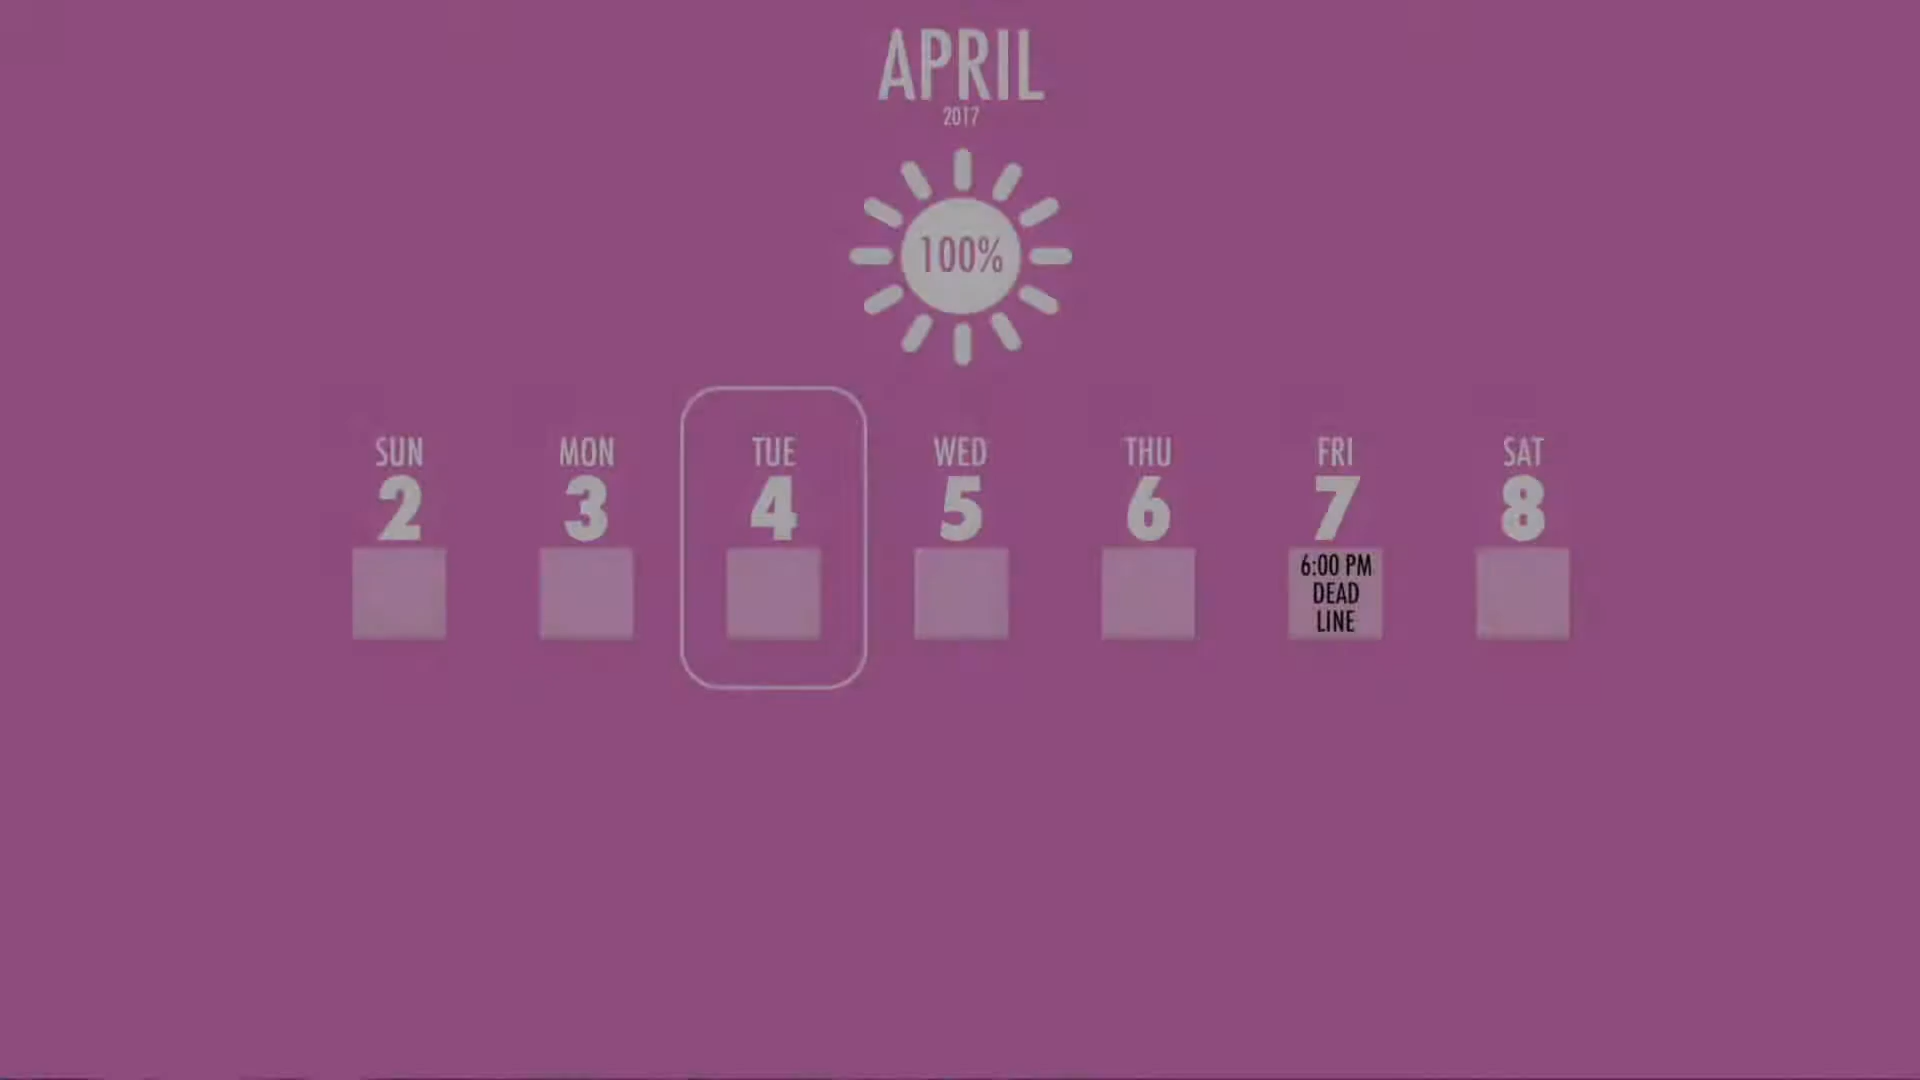 APRIL
2017
100%
SUN MON TUE WED THU FRI SAT
2 3 4 5 6 7 8
6:00 PM
DEAD
LINE